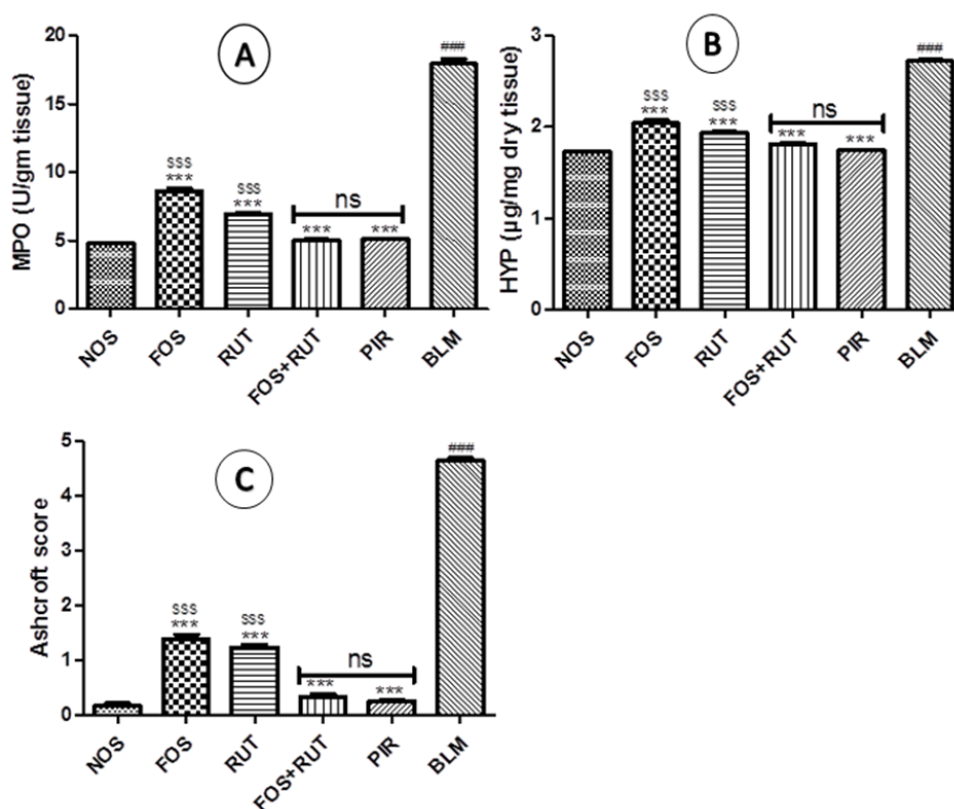 A
MPO (U/gm tissue)
20
15
10
5
0
$$$
***
$$$
***
ns
***
***
###
NOS
FOS
RUT
FOS+RUT
PIR
BLM
B
HYP (µg/mg dry tissue)
3
2
1
0
$$$
***
$$$
***
ns
***
***
###
NOS
FOS
RUT
FOS+RUT
PIR
BLM
C
Ashcroft score
5
4
3
2
1
0
$$$
***
$$$
***
ns
***
***
###
NOS
FOS
RUT
FOS+RUT
PIR
BLM